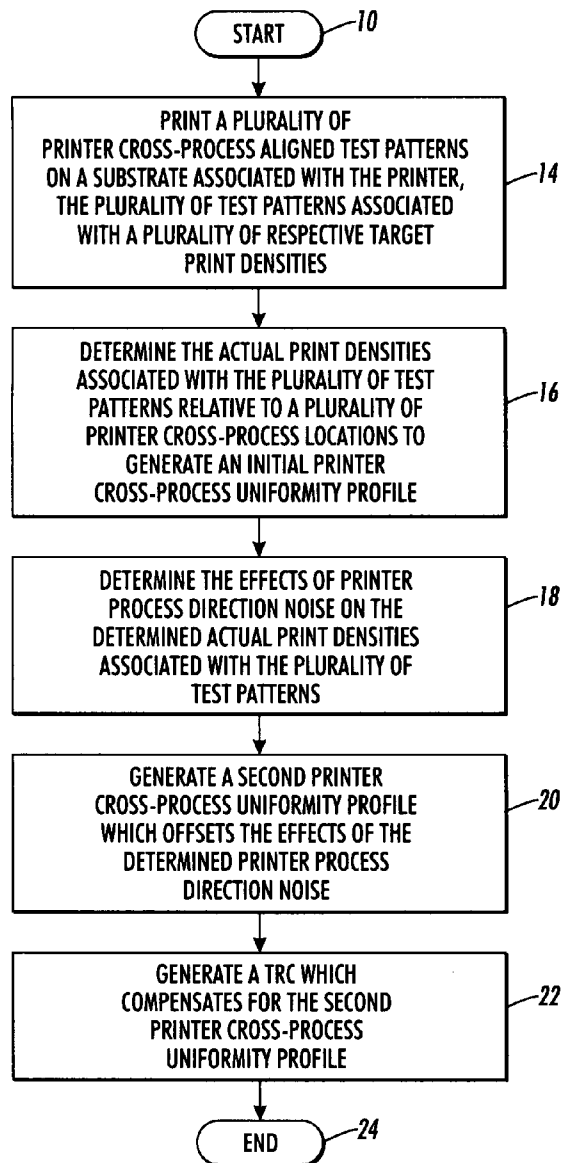 START
10
PRINT A PLURALITY OF
PRINTER CROSS-PROCESS ALIGNED TEST PATTERNS
ON A SUBSTRATE ASSOCIATED WITH THE PRINTER,
THE PLURALITY OF TEST PATTERNS ASSOCIATED
WITH A PLURALITY OF RESPECTIVE TARGET
PRINT DENSITIES
14
DETERMINE THE ACTUAL PRINT DENSITIES
ASSOCIATED WITH THE PLURALITY OF TEST
PATTERNS RELATIVE TO A PLURALITY OF
PRINTER CROSS-PROCESS LOCATIONS TO
GENERATE AN INITIAL PRINTER
CROSS-PROCESS UNIFORMITY PROFILE
16
DETERMINE THE EFFECTS OF PRINTER
PROCESS DIRECTION NOISE ON THE
DETERMINED ACTUAL PRINT DENSITIES
ASSOCIATED WITH THE PLURALITY OF
TEST PATTERNS
18
GENERATE A SECOND PRINTER
CROSS-PROCESS UNIFORMITY PROFILE
WHICH OFFSETS THE EFFECTS OF THE
DETERMINED PRINTER PROCESS
DIRECTION NOISE
20
GENERATE A TRC WHICH
COMPENSATES FOR THE SECOND
PRINTER CROSS-PROCESS
UNIFORMITY PROFILE
22
END
24